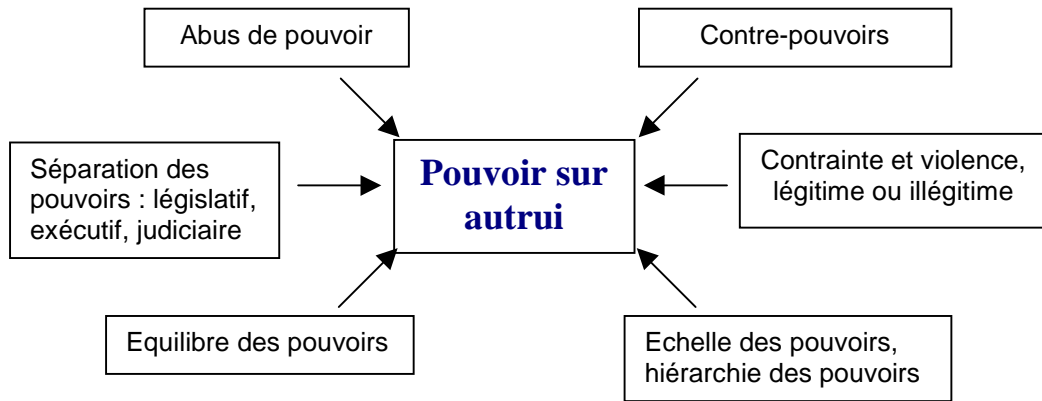 Abus de pouvoir
Contre-pouvoirs
Séparation des
pouvoirs : législatif,
exécutif, judiciaire
Pouvoir sur
autrui
Contrainte et violence,
légitime ou illégitime
Equilibre des pouvoirs
Echelle des pouvoirs,
hiérarchie des pouvoirs